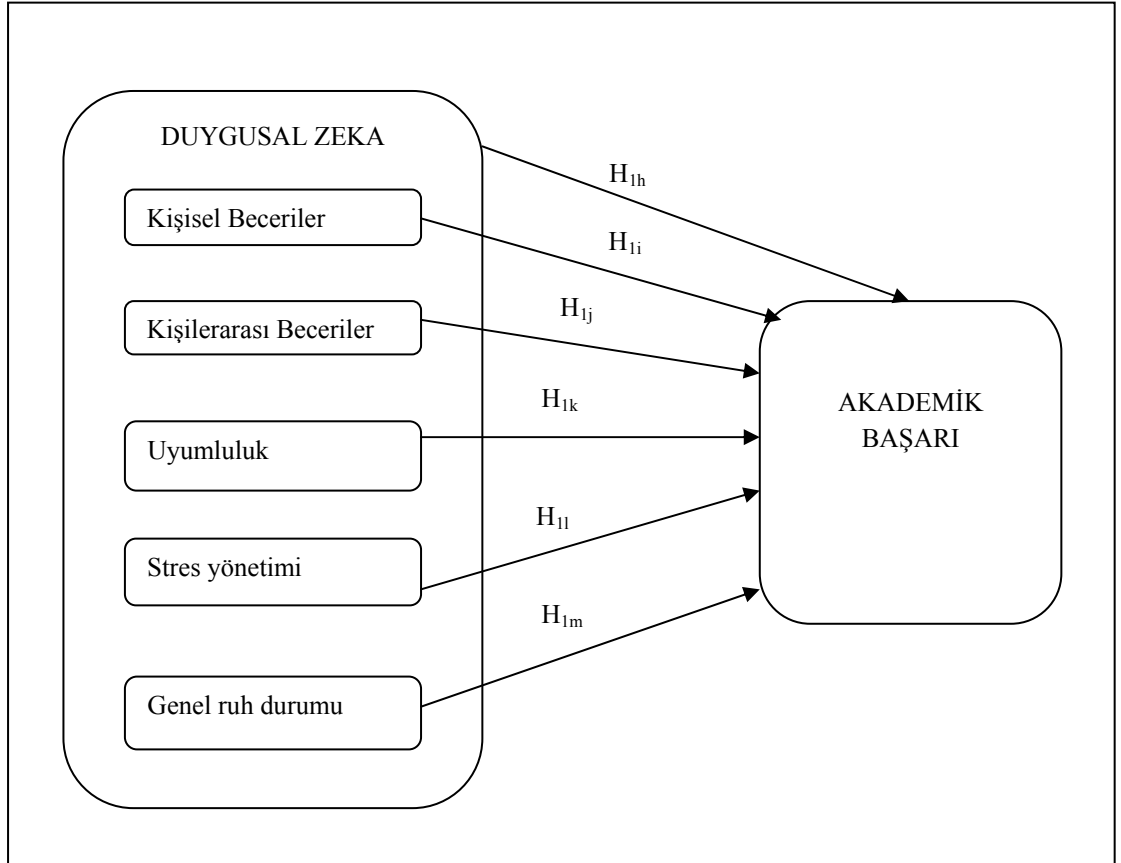 DUYGUSAL ZEKA
H1h
Kişisel Beceriler
H1i
Kişilerarası Beceriler
H1j
H1k
AKADEMİK
BAŞARI
Uyumluluk
H1l
Stres yönetimi
H1m
Genel ruh durumu